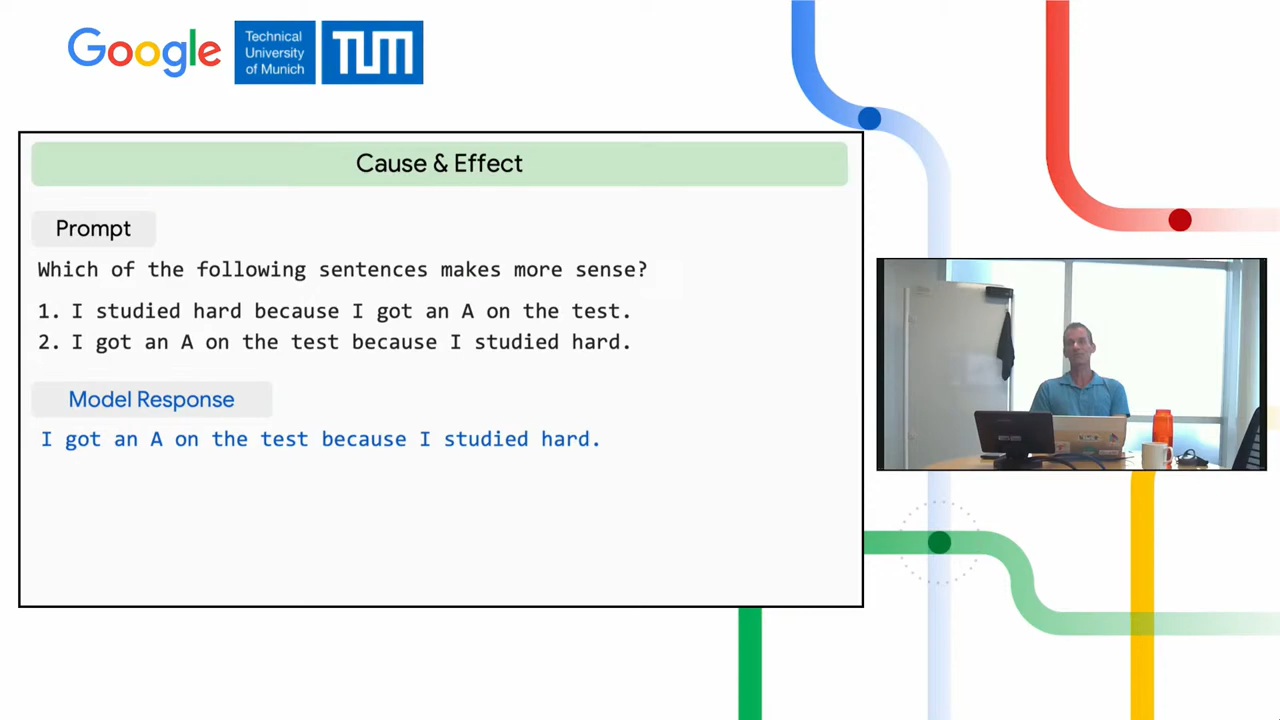 Google
Technical
University
of Munich
TUM
Cause & Effect
Prompt
Which of the following sentences makes more sense?
1. I studied hard because I got an A on the test.
2. I got an A on the test because I studied hard.
Model Response
I got an A on the test because I studied hard.